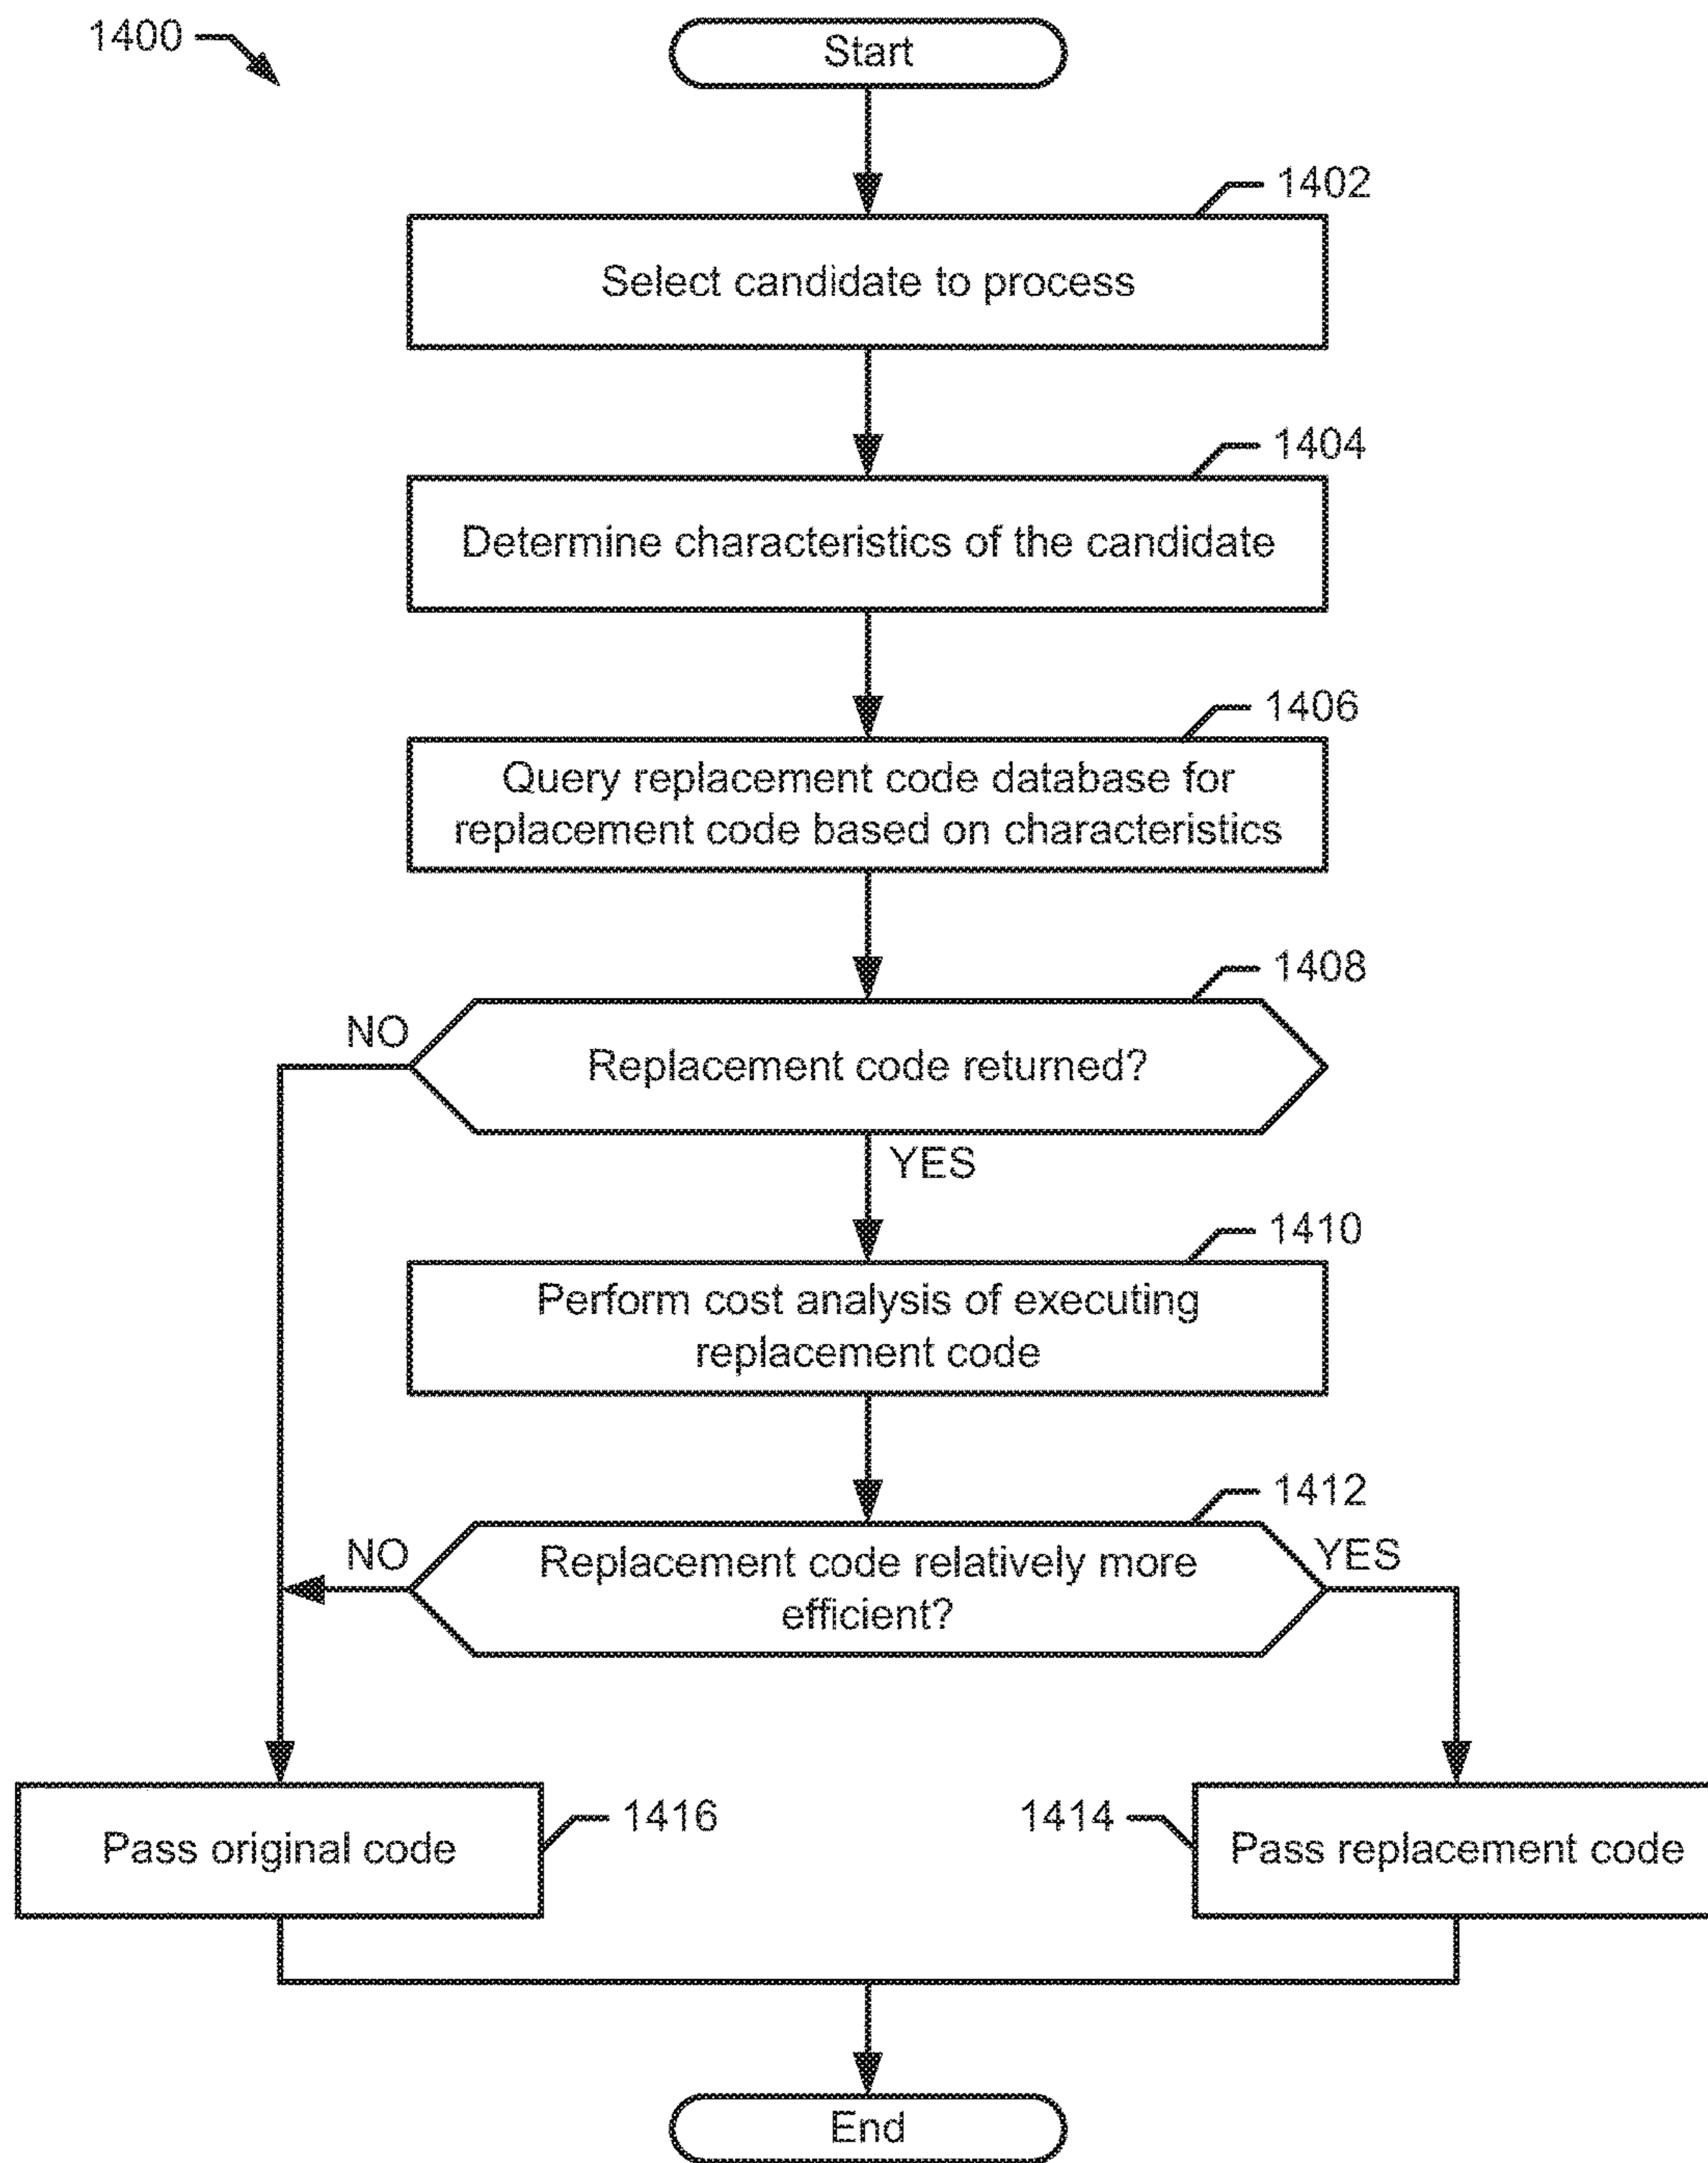 1400
Start
1402
Select candidate to process
1404
Determine characteristics of the candidate
1406
Query replacement code database for
replacement code based on characteristics
1408
NO
Replacement code returned?
YES
1410
Perform cost analysis of executing
replacement code
1412
NO
Replacement code relatively more
efficient?
YES
Pass original code
1416
1414
Pass replacement code
End